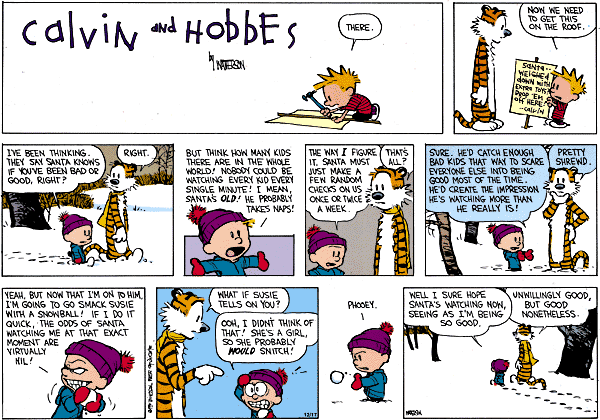 calvin and HOBBES
by WATTERSON
THERE.
NOW WE NEED
TO GET THIS
ON THE ROOF.
SANTA--
WEIGHED
DOWN WITH
EXTRA TOYS?
DROP 'EM
OFF HERE!
--CALVIN
I'VE BEEN THINKING.
THEY SAY SANTA KNOWS
IF YOU'VE BEEN BAD OR
GOOD, RIGHT?
RIGHT.
BUT THINK HOW MANY KIDS
THERE ARE IN THE WHOLE
WORLD! NOBODY COULD BE
WATCHING EVERY KID EVERY
SINGLE MINUTE! I MEAN,
SANTA'S OLD! HE PROBABLY
TAKES NAPS!
THE WAY I FIGURE
IT, SANTA MUST
JUST MAKE A
FEW RANDOM
CHECKS ON US
ONCE OR TWICE
A WEEK.
THAT'S
ALL?
SURE. HE'D CATCH ENOUGH
BAD KIDS THAT WAY TO SCARE
EVERYONE ELSE INTO BEING
GOOD MOST OF THE TIME.
HE'D CREATE THE IMPRESSION
HE'S WATCHING MORE THAN
HE REALLY IS!
PRETTY
SHREWD.
YEAH, BUT NOW THAT I'M ON TO HIM,
I'M GOING TO GO SMACK SUSIE
WITH A SNOWBALL! IF I DO IT
QUICK, THE ODDS OF SANTA
WATCHING ME AT THAT EXACT
MOMENT ARE
VIRTUALLY
NIL!
WHAT IF SUSIE
TELLS ON YOU?
OOH, I DIDN'T THINK OF
THAT! SHE'S A GIRL,
SO SHE PROBABLY
WOULD SNITCH!
12/17
PHOOEY.
WELL I SURE HOPE
SANTA'S WATCHING NOW,
SEEING AS I'M BEING
SO GOOD.
UNWILLINGLY GOOD,
BUT GOOD
NONETHELESS.
WATTERSON